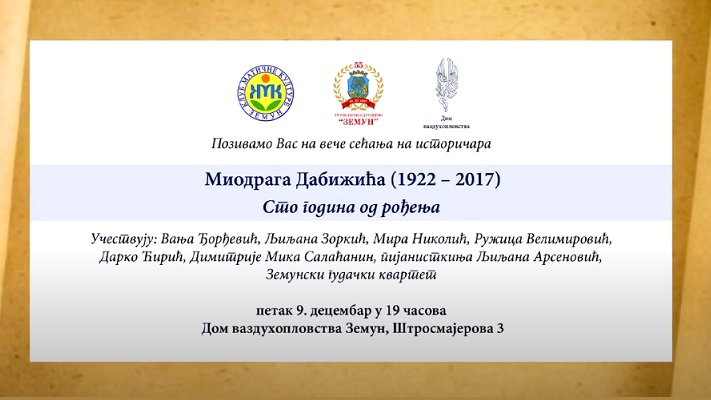 КЛУБ МАТИЧНЕ КУЛТУРЕ
ЗЕМУН
55
"ЗЕМУН"
Дом
ваздухопловства
Позивамо Вас на вече сећања на историчара
Миодрага Дабижића (1922 – 2017)
Сто година од рођења
Учествују: Вања Ђорђевић, Љиљана Зоркић, Мира Николић, Ружица Велимировић,
Дарко Ћирић, Димитрије Мика Салаћанин, пијанисткиња Љиљана Арсеновић,
Земунски гудачки квартет
петак 9. децембар у 19 часова
Дом ваздухопловства Земун, Штросмајерова 3